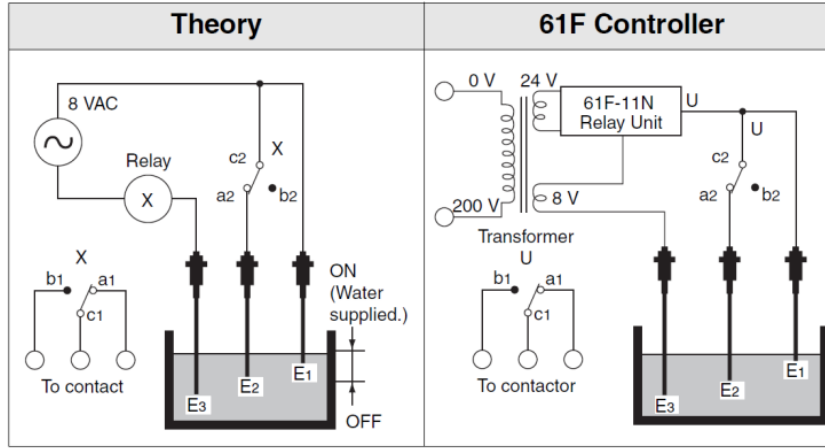 Theory
61F Controller
8 VAC
Relay
X
X
c2
a2
b2
X
b1
a1
c1
To contact
ON
(Water
supplied.)
OFF
E3
E2
E1
0 V
24 V
200 V
8 V
61F-11N
Relay Unit
U
U
c2
a2
b2
Transformer
U
b1
a1
c1
To contactor
E3
E2
E1